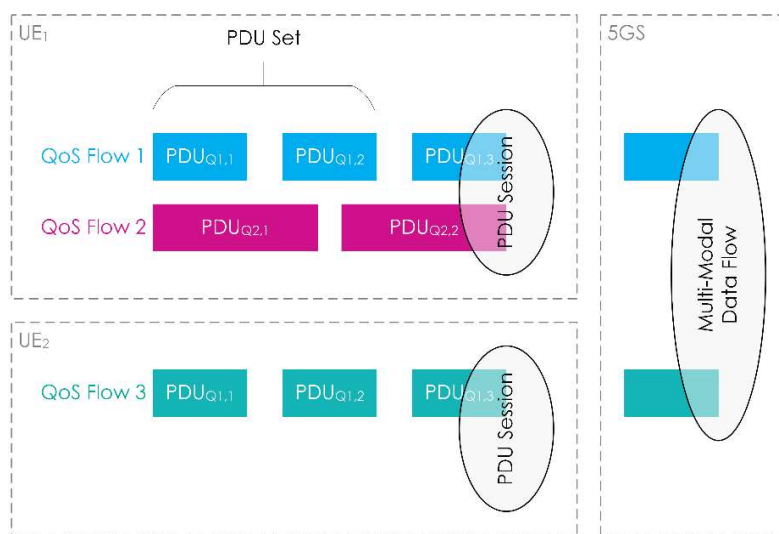 UE1
PDU Set
QoS Flow 1
PDUQ1,1
PDUQ1,2
PDUQ1,3
QoS Flow 2
PDUQ2,1
PDUQ2,2
PDU Session
UE2
QoS Flow 3
PDUQ1,1
PDUQ1,2
PDUQ1,3
PDU Session
5GS
Multi-Modal
Data Flow